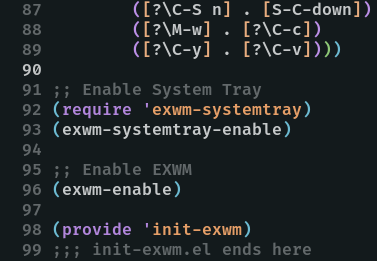 87         ([?\C-S n] . [S-C-down])
88         ([?\M-w] . [?\C-c])
89         ([?\C-y] . [?\C-v])))
90
91 ;; Enable System Tray
92 (require 'exwm-systemtray)
93 (exwm-systemtray-enable)
94
95 ;; Enable EXWM
96 (exwm-enable)
97
98 (provide 'init-exwm)
99 ;;; init-exwm.el ends here